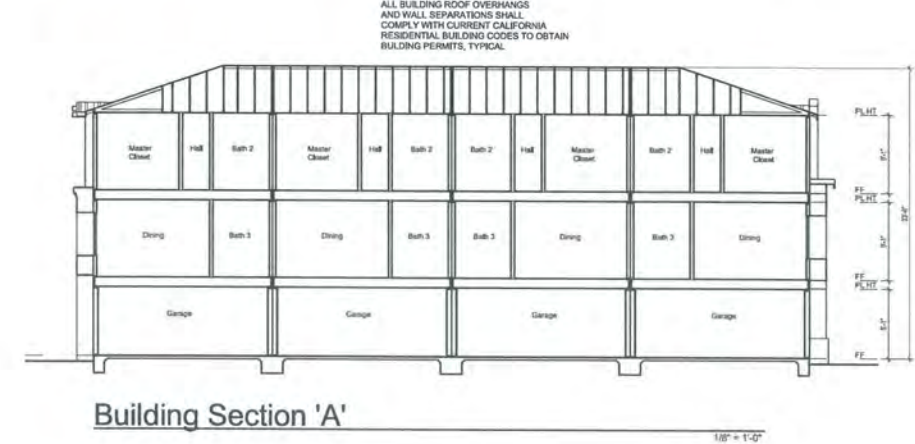 ALL BUILDING ROOF OVERHANGS
AND WALL SEPARATIONS SHALL
COMPLY WITH CURRENT CALIFORNIA
RESIDENTIAL BUILDING CODES TO OBTAIN
BULDING PERMITS, TYPICAL
PL.HT.
Master
Closet
Hall
Bath 2
Master
Closet
Hall
Bath 2
Bath 2
Hall
Master
Closet
Bath 2
Hall
Master
Closet
FF
PL.HT.
Dining
Bath 3
Dining
Bath 3
Bath 3
Dining
Bath 3
Dining
FF
PL.HT.
Garage
Garage
Garage
Garage
FF
Building Section 'A'
1/8" = 1'-0"